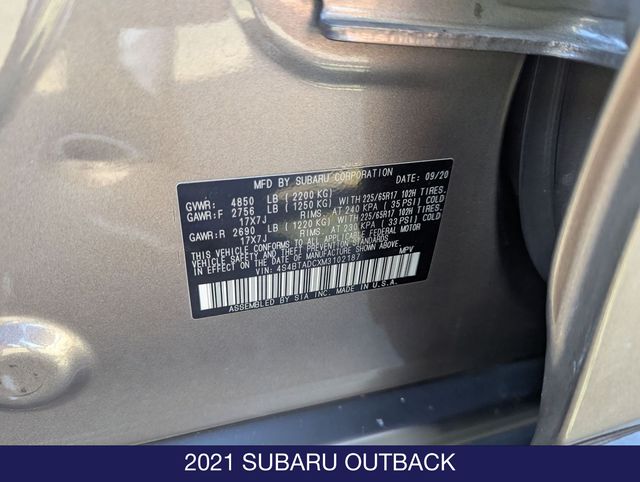 MFD BY SUBARU CORPORATION DATE: 09/20
GVWR: 4850 LB (2200 KG)
GAWR:F 2756 LB (1250 KG) WITH 225/65R17 102H TIRES.
17X7J RIMS. AT 240 KPA ( 35 PSI) COLD
GAWR:R 2690 LB (1220 KG) WITH 225/65R17 102H TIRES.
17X7J RIMS. AT 230 KPA ( 33 PSI) COLD
THIS VEHICLE CONFORMS TO ALL APPLICABLE FEDERAL MOTOR
VEHICLE SAFETY AND THEFT PREVENTION STANDARDS IN EFFECT
ON THE DATE OF MANUFACTURE SHOWN ABOVE.
VIN: 4S4BTADCXM3102187 MPV
ASSEMBLED BY SIA INC. MADE IN U.S.A.
2021 SUBARU OUTBACK